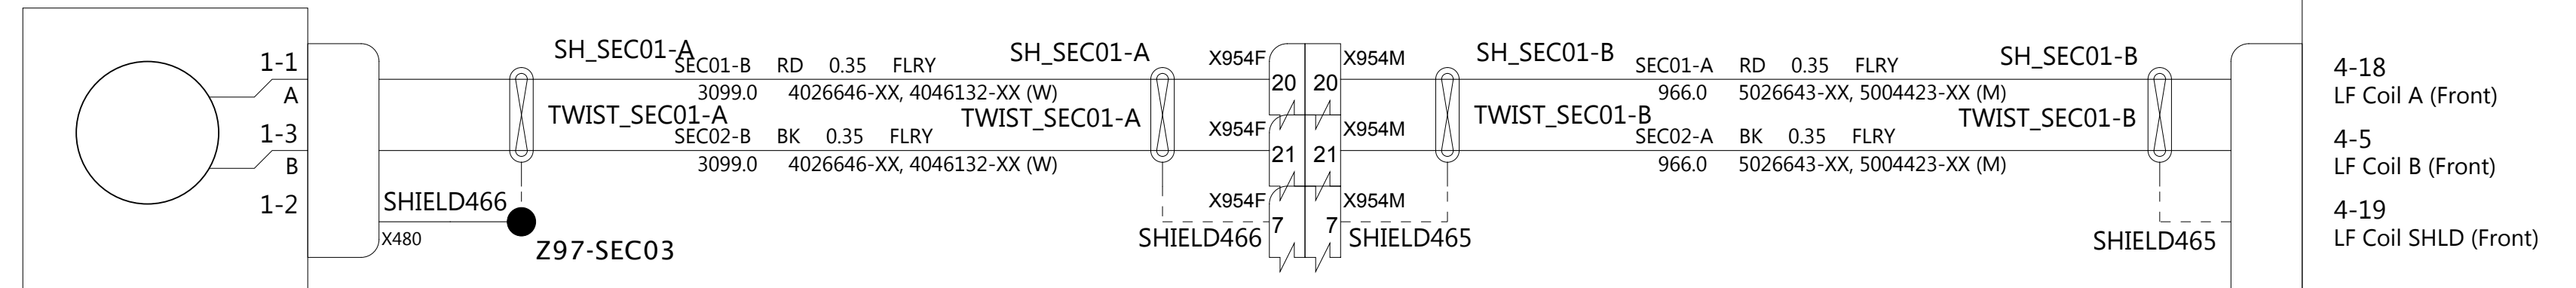 1-1
A
1-3
B
1-2
SHIELD466
X480
Z97-SEC03
SH_SEC01-A
SEC01-B RD 0.35 FLRY
3099.0 4026646-XX, 4046132-XX (W)
TWIST_SEC01-A
SEC02-B BK 0.35 FLRY
3099.0 4026646-XX, 4046132-XX (W)
SH_SEC01-A
TWIST_SEC01-A
X954F 20 20 X954M
X954F 21 21 X954M
X954F 7 7 X954M
SHIELD466 SHIELD465
SH_SEC01-B
SEC01-A RD 0.35 FLRY
966.0 5026643-XX, 5004423-XX (M)
TWIST_SEC01-B
SEC02-A BK 0.35 FLRY
966.0 5026643-XX, 5004423-XX (M)
SH_SEC01-B
TWIST_SEC01-B
SHIELD465
4-18
LF Coil A (Front)
4-5
LF Coil B (Front)
4-19
LF Coil SHLD (Front)